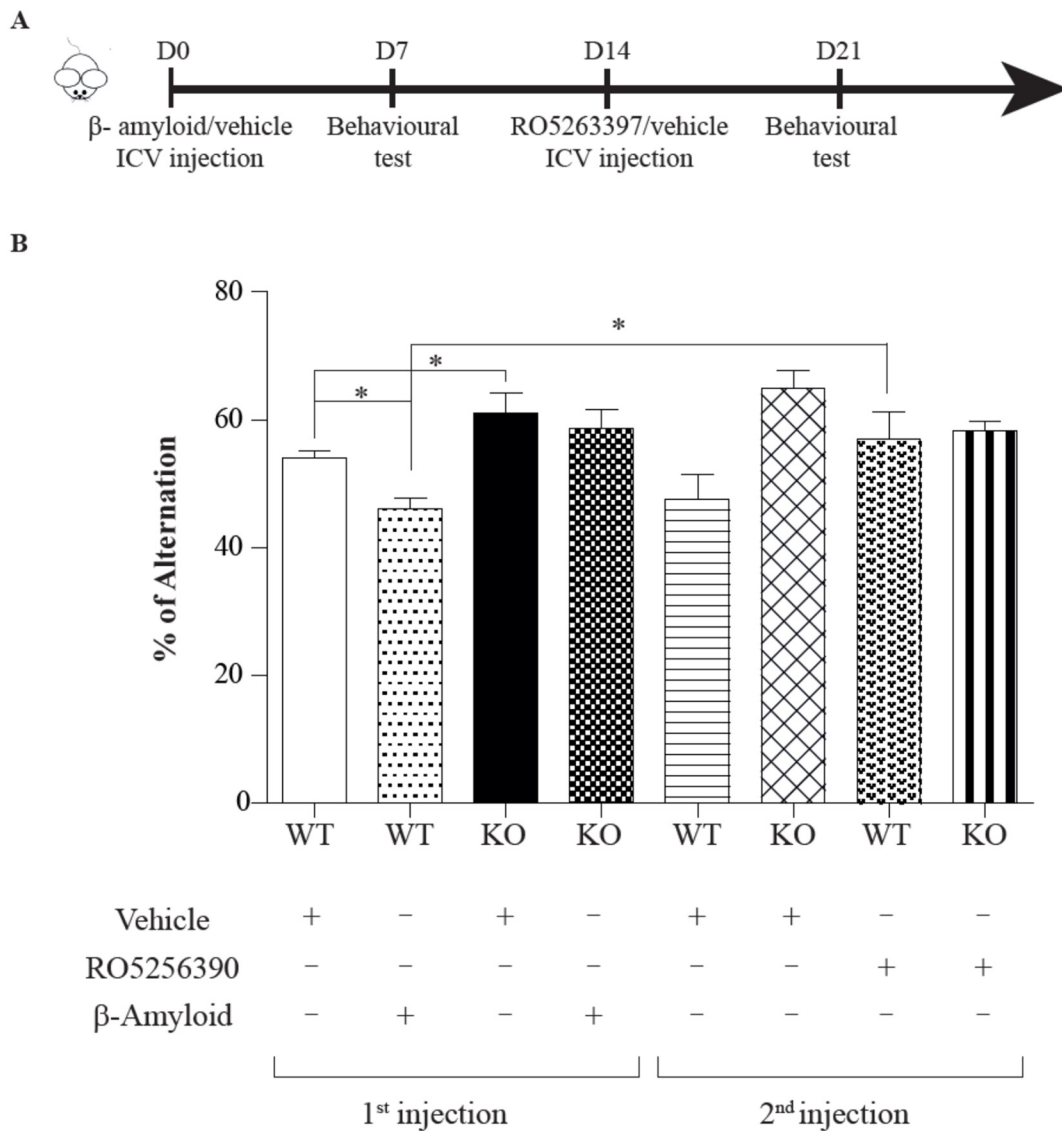 A
D0 D7 D14 D21
β- amyloid/vehicle Behavioural RO5263397/vehicle Behavioural
ICV injection test ICV injection test
B
80
60
40
20
0
% of Alternation
*
*
*
WT WT KO KO WT KO WT KO
Vehicle + – + – + + – –
RO5256390 – – – – – – + +
β-Amyloid – + – + – – – –
1st injection 2nd injection